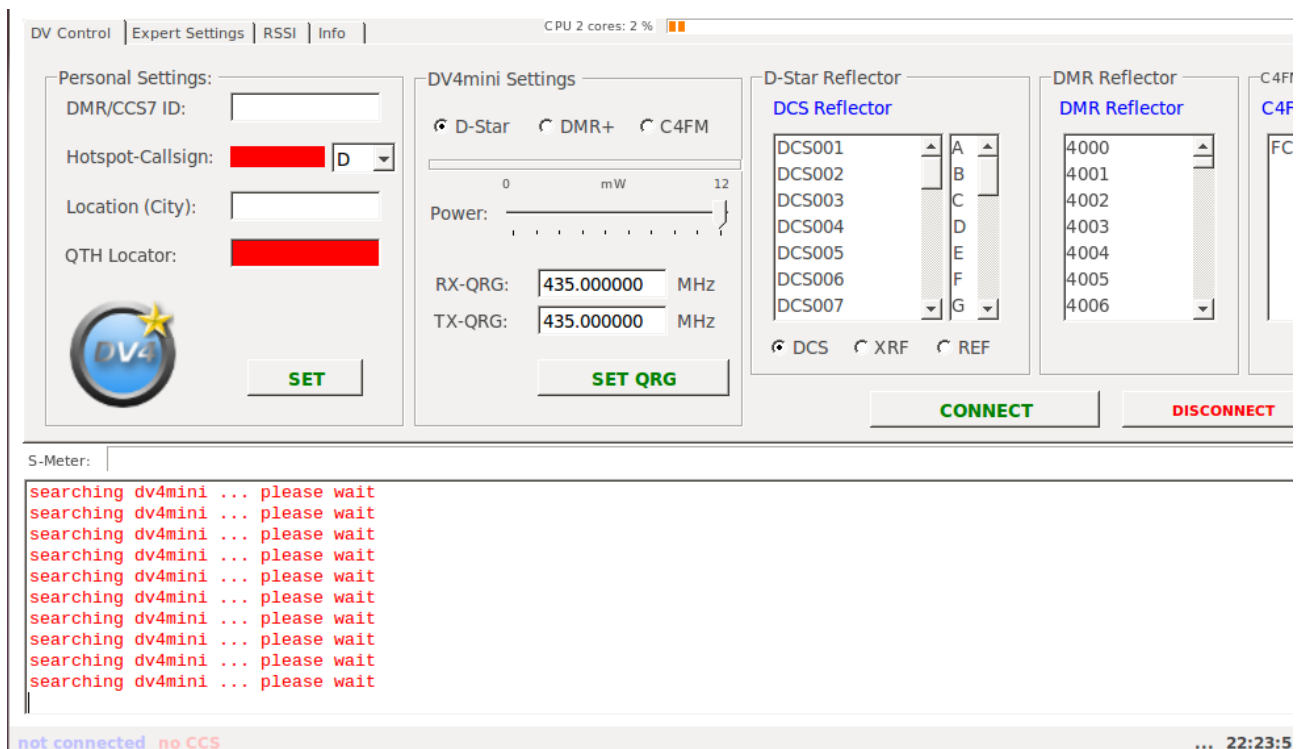 CPU 2 cores: 2 %
DV Control Expert Settings RSSI Info
Personal Settings:
DMR/CCS7 ID:
Hotspot-Callsign: D
Location (City):
QTH Locator:
DV4
SET
DV4mini Settings
D-Star DMR+ C4FM
0 mW 12
Power:
RX-QRG: 435.000000 MHz
TX-QRG: 435.000000 MHz
SET QRG
D-Star Reflector
DCS Reflector
DCS001 A
DCS002 B
DCS003 C
DCS004 D
DCS005 E
DCS006 F
DCS007 G
DCS XRF REF
DMR Reflector
DMR Reflector
4000
4001
4002
4003
4004
4005
4006
C4F
FC
CONNECT DISCONNECT
S-Meter:
searching dv4mini ... please wait
searching dv4mini ... please wait
searching dv4mini ... please wait
searching dv4mini ... please wait
searching dv4mini ... please wait
searching dv4mini ... please wait
searching dv4mini ... please wait
searching dv4mini ... please wait
searching dv4mini ... please wait
searching dv4mini ... please wait
not connected no CCS ... 22:23:5